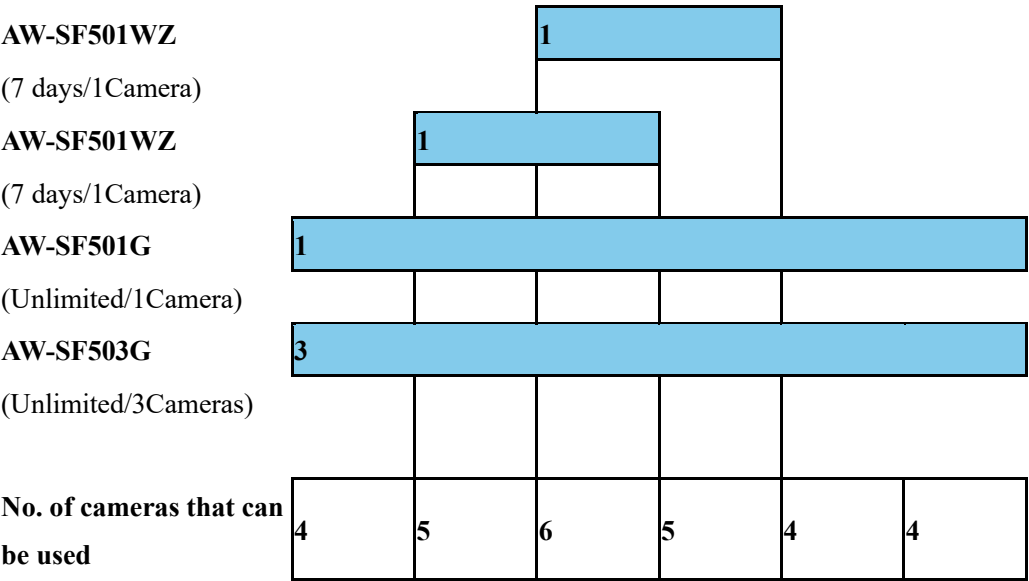 AW-SF501WZ
1
(7 days/1Camera)
AW-SF501WZ
1
(7 days/1Camera)
AW-SF501G
1
(Unlimited/1Camera)
AW-SF503G
3
(Unlimited/3Cameras)
No. of cameras that can
be used
4 5 6 5 4 4